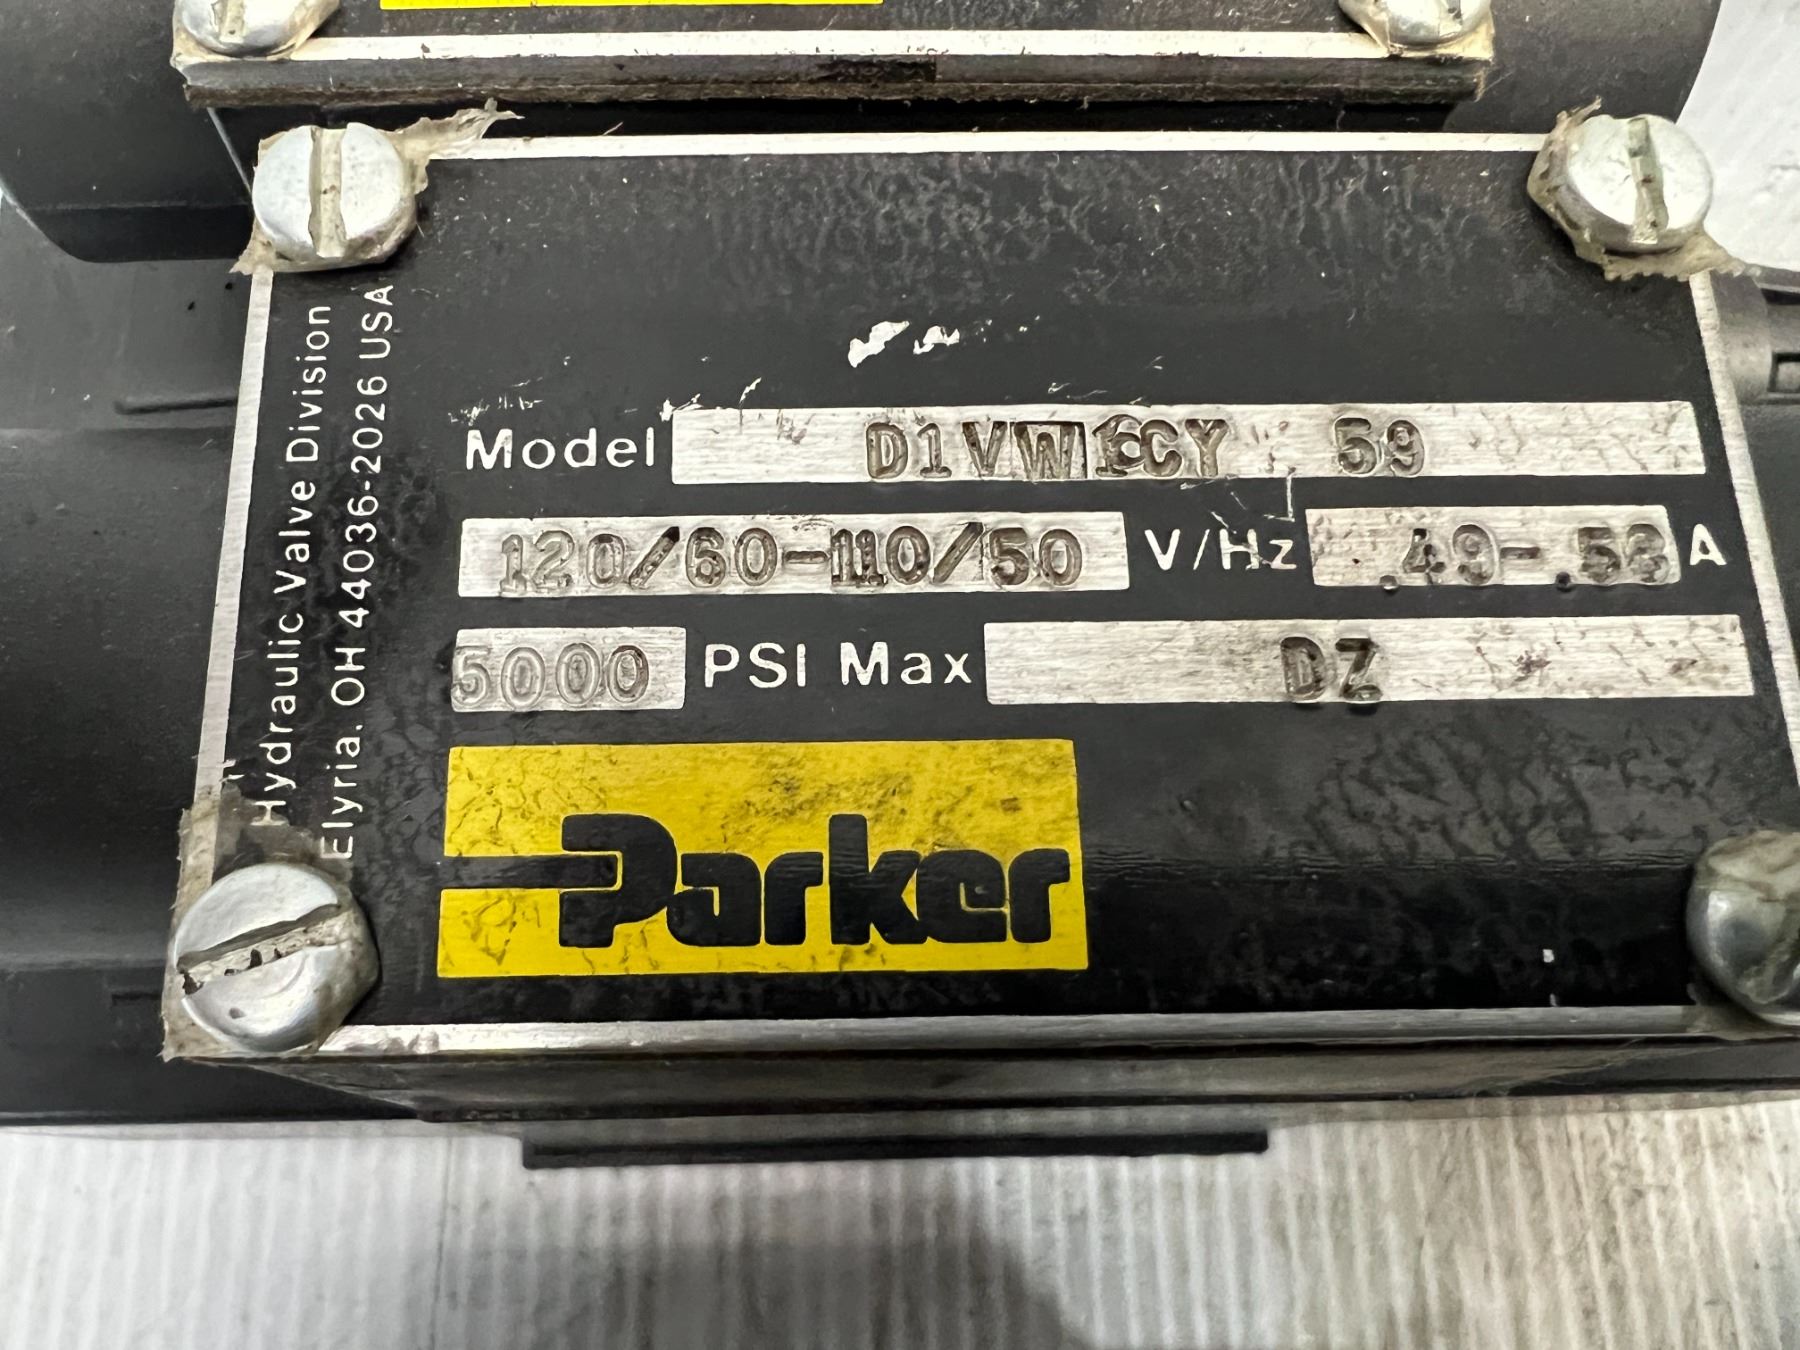 Hydraulic Valve Division
Elyria, OH 44036-2026 USA
Model 59
120/60-110/50 V/Hz A
5000 PSI Max DZ
Parker